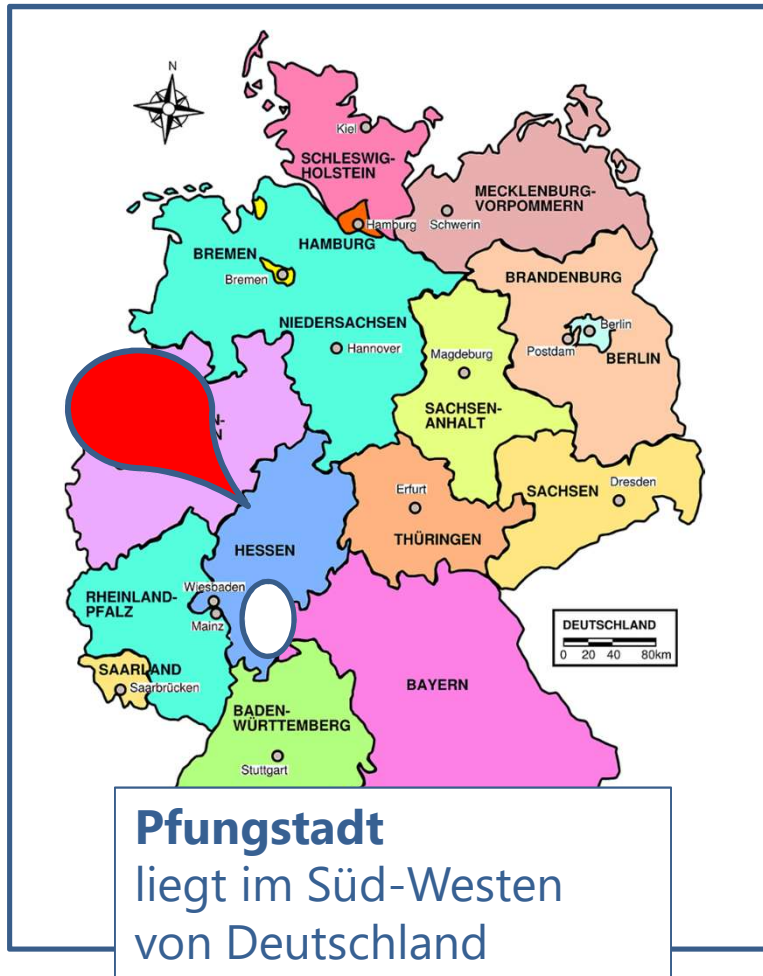 N
Kiel
SCHLESWIG-
HOLSTEIN
MECKLENBURG-
VORPOMMERN
Hamburg
Schwerin
HAMBURG
BREMEN
Bremen
BRANDENBURG
NIEDERSACHSEN
Hannover
Berlin
Postdam
BERLIN
Magdeburg
SACHSEN-
ANHALT
N-
N
Erfurt
SACHSEN
Dresden
THÜRINGEN
HESSEN
Wiesbaden
RHEINLAND-
PFALZ
Mainz
DEUTSCHLAND
0 20 40 80km
SAARLAND
Saarbrücken
BAYERN
BADEN-
WÜRTTEMBERG
Stuttgart
Pfungstadt
liegt im Süd-Westen
von Deutschland